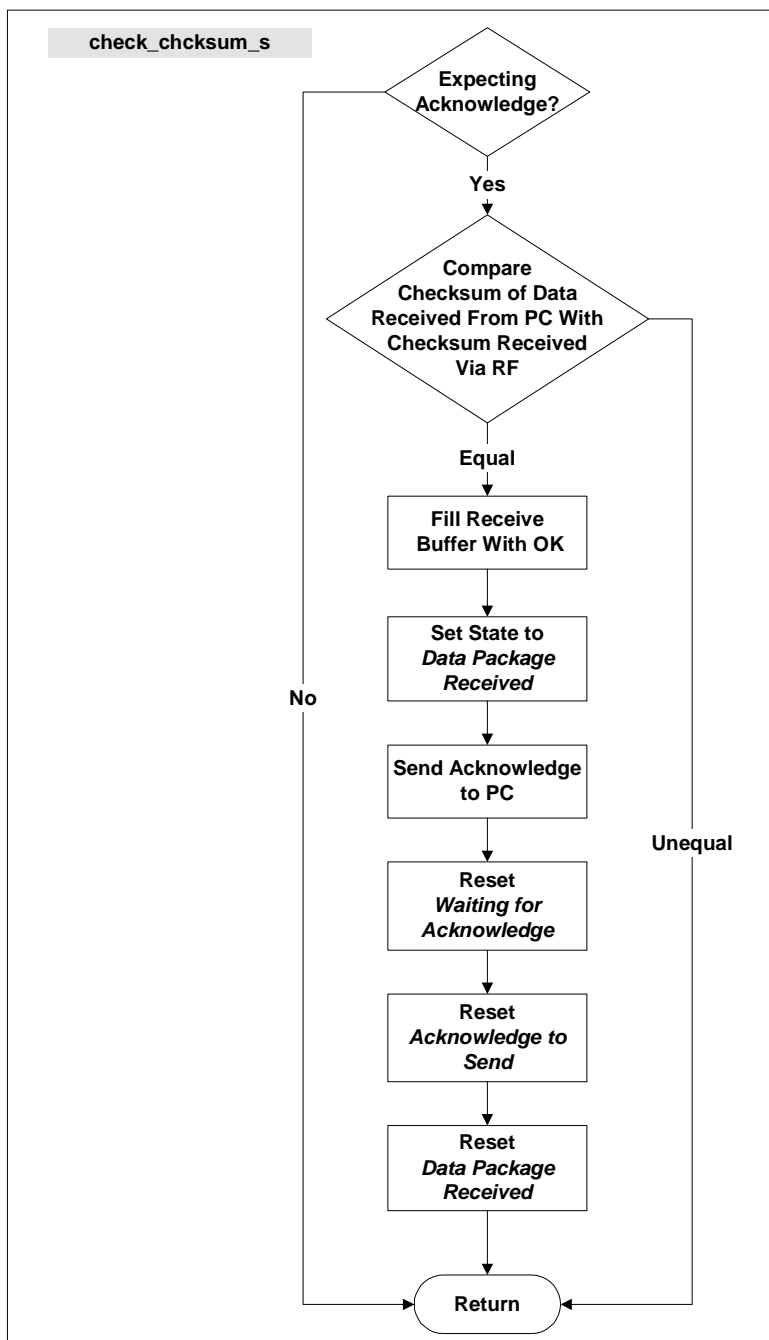 check_chcksum_s
Expecting
Acknowledge?
Yes
Compare
Checksum of Data
Received From PC With
Checksum Received
Via RF
Equal
Fill Receive
Buffer With OK
Set State to
Data Package
Received
No
Send Acknowledge
to PC
Unequal
Reset
Waiting for
Acknowledge
Reset
Acknowledge to
Send
Reset
Data Package
Received
Return